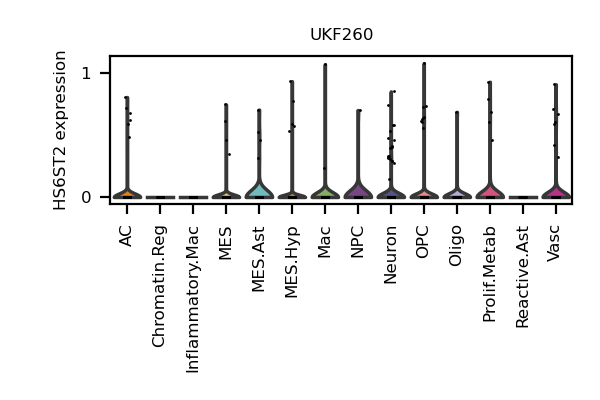 UKF260
HS6ST2 expression
1
0
AC
Chromatin.Reg
Inflammatory.Mac
MES
MES.Ast
MES.Hyp
Mac
NPC
Neuron
OPC
Oligo
Prolif.Metab
Reactive.Ast
Vasc